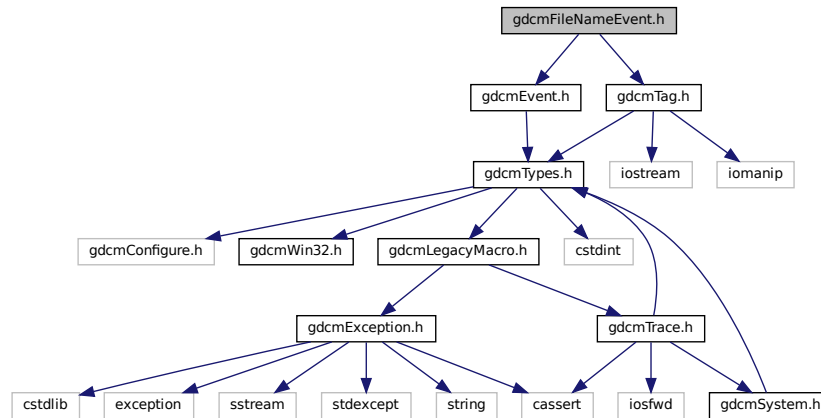 gdcmFileNameEvent.h
gdcmEvent.h
gdcmTag.h
gdcmTypes.h
iostream
iomanip
gdcmConfigure.h
gdcmWin32.h
gdcmLegacyMacro.h
cstdint
gdcmException.h
gdcmTrace.h
cstdlib
exception
sstream
stdexcept
string
cassert
iosfwd
gdcmSystem.h